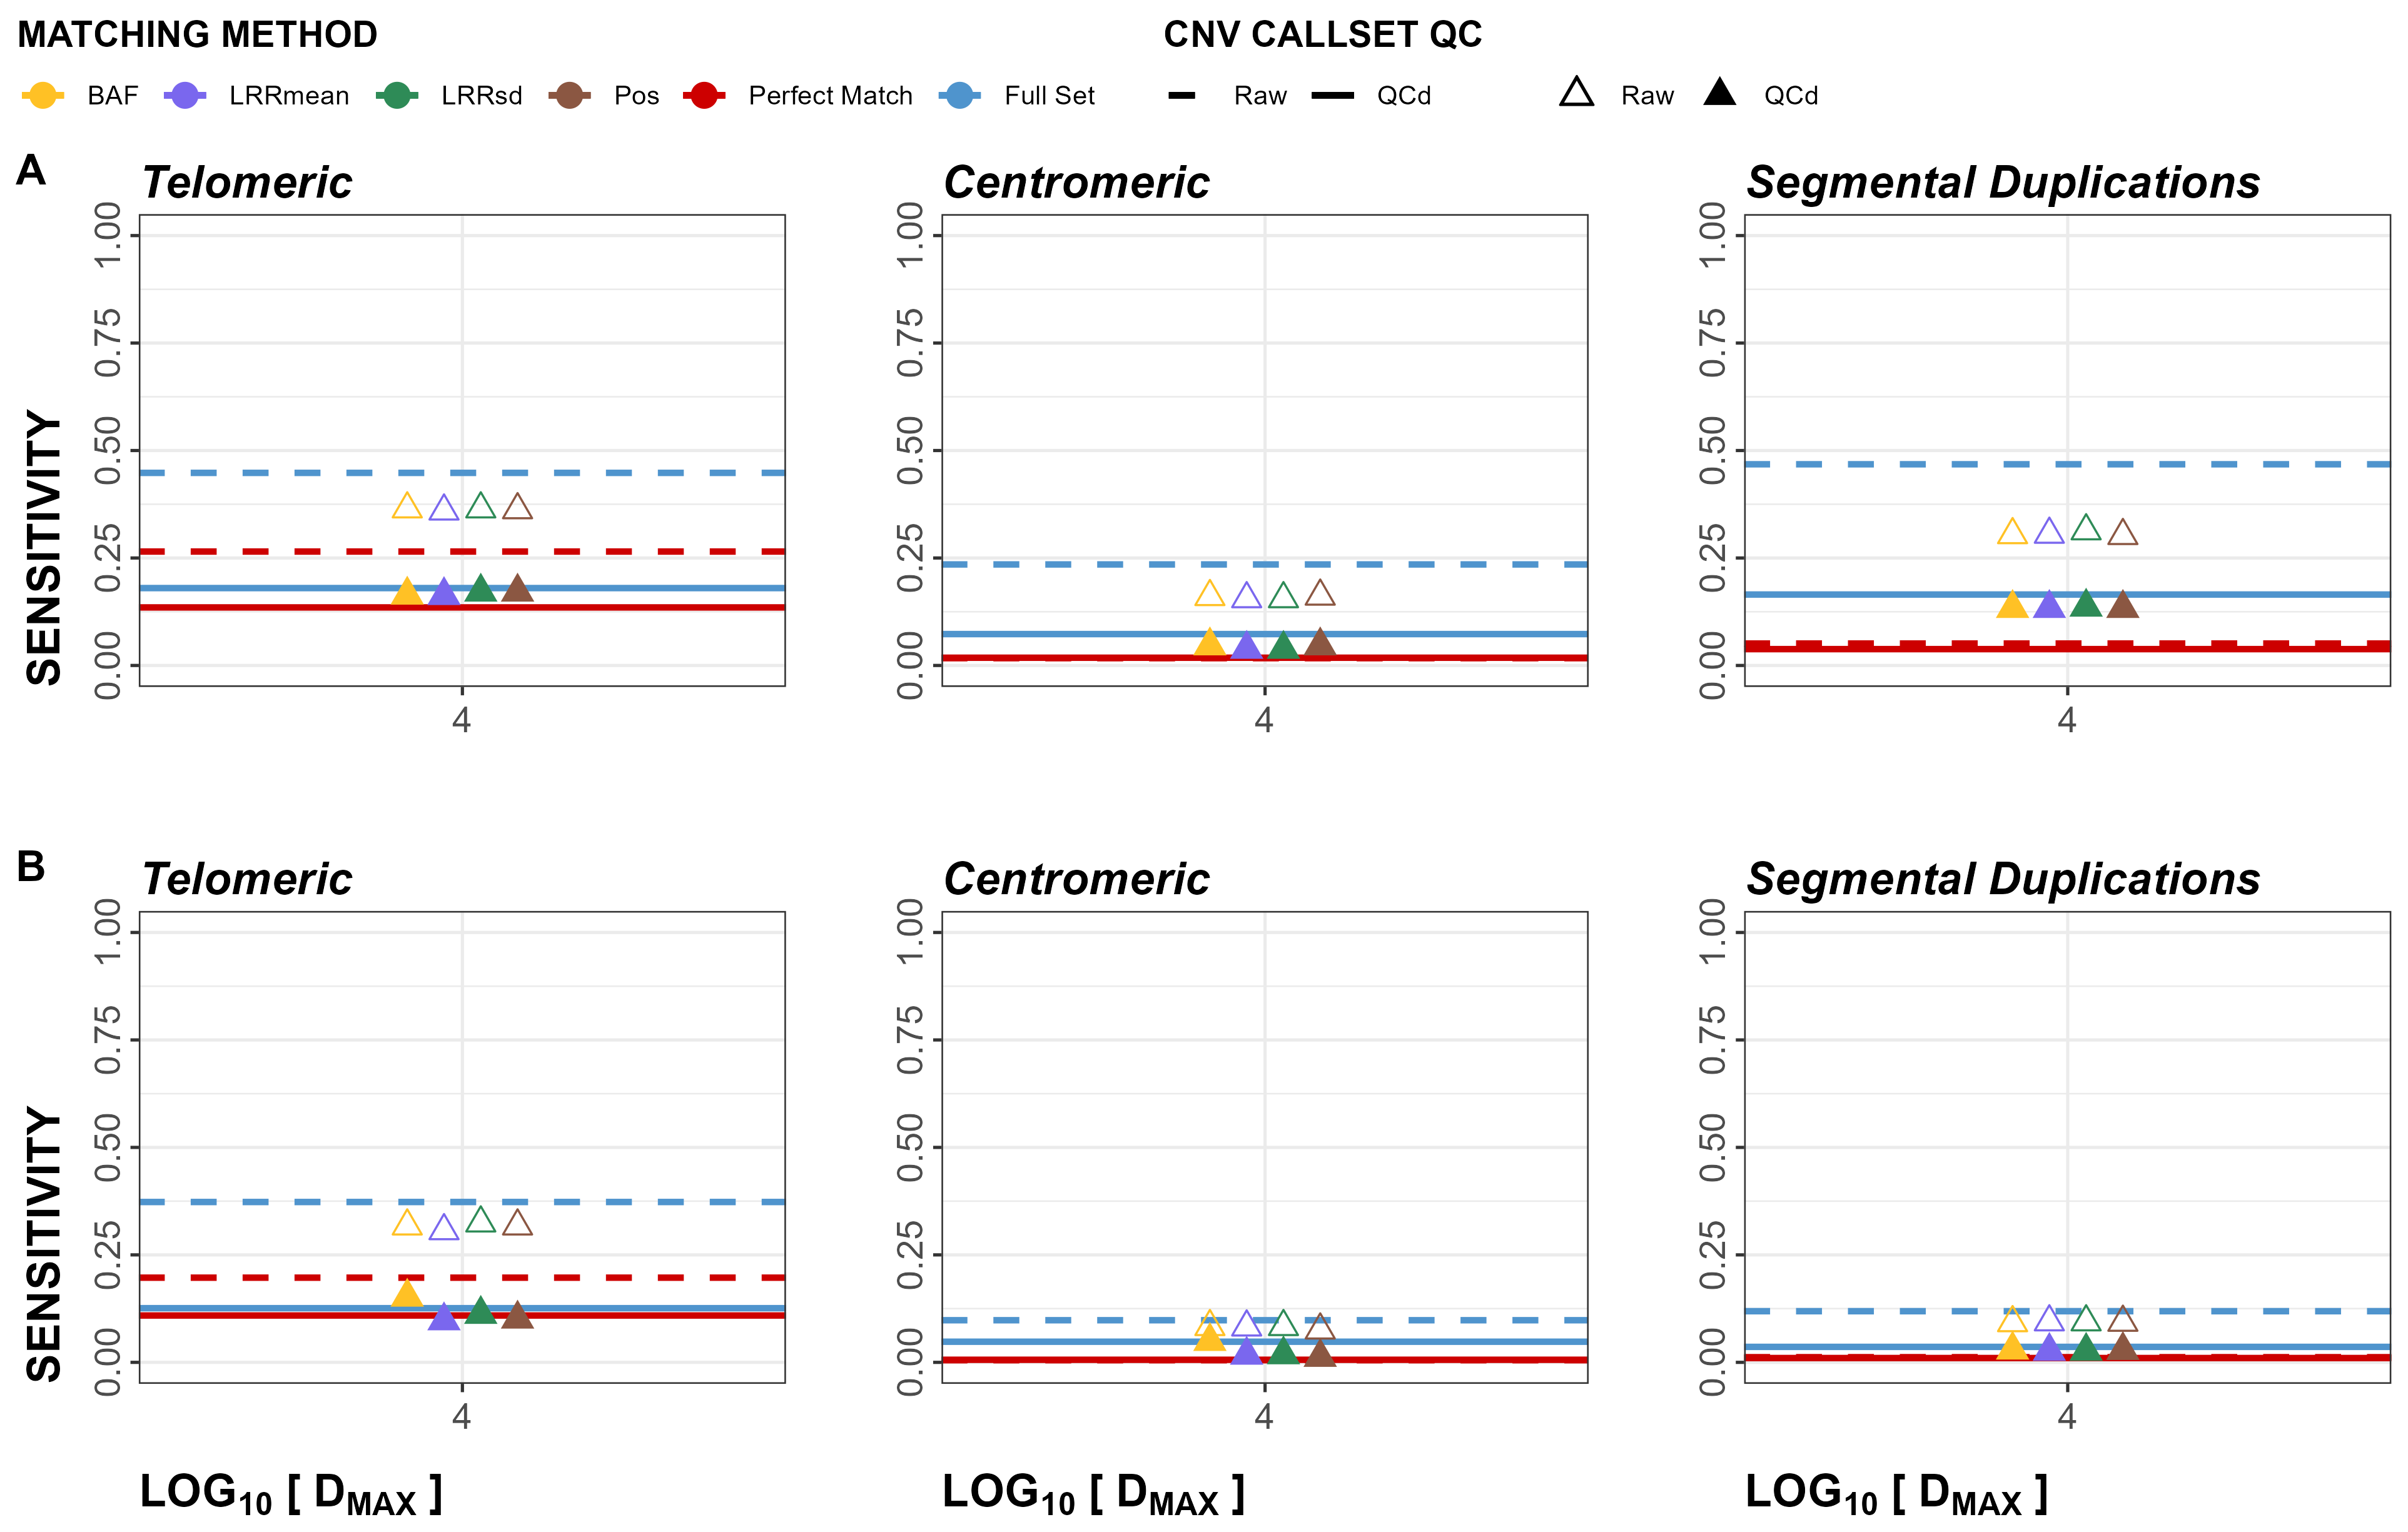 MATCHING METHOD CNV CALLSET QC
BAF LRRmean LRRsd Pos Perfect Match Full Set Raw QCd Raw QCd
A
Telomeric Centromeric Segmental Duplications
SENSITIVITY
1.00 1.00 1.00
0.75 0.75 0.75
0.50 0.50 0.50
0.25 0.25 0.25
0.00 0.00 0.00
4 4 4
B
Telomeric Centromeric Segmental Duplications
SENSITIVITY
1.00 1.00 1.00
0.75 0.75 0.75
0.50 0.50 0.50
0.25 0.25 0.25
0.00 0.00 0.00
4 4 4
LOG10 [ DMAX ] LOG10 [ DMAX ] LOG10 [ DMAX ]